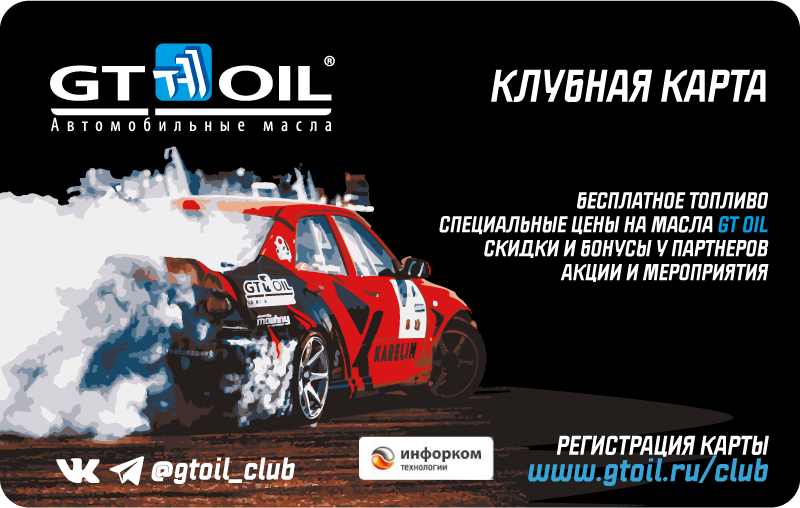 GT OIL®
Автомобильные масла
КЛУБНАЯ КАРТА
БЕСПЛАТНОЕ ТОПЛИВО
СПЕЦИАЛЬНЫЕ ЦЕНЫ НА МАСЛА GT OIL
СКИДКИ И БОНУСЫ У ПАРТНЕРОВ
АКЦИИ И МЕРОПРИЯТИЯ
GT OIL
KARELIN
@gtoil_club
инфорком
технологии
РЕГИСТРАЦИЯ КАРТЫ
www.gtoil.ru/club